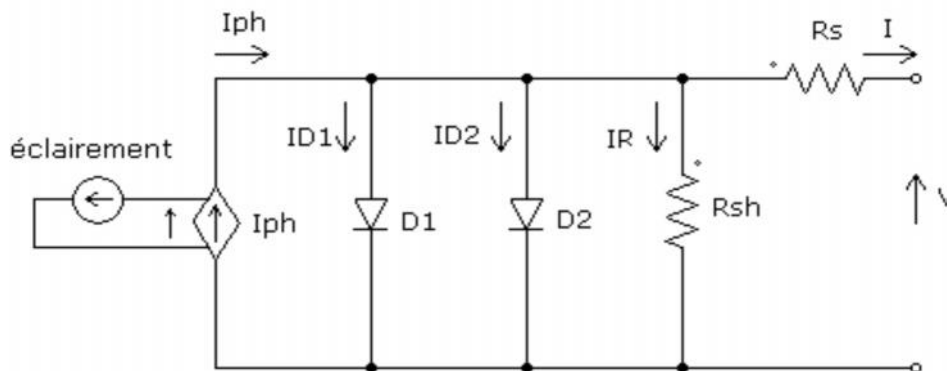 Iph
Rs
I
ID1
ID2
IR
éclairement
Iph
D1
D2
Rsh
V